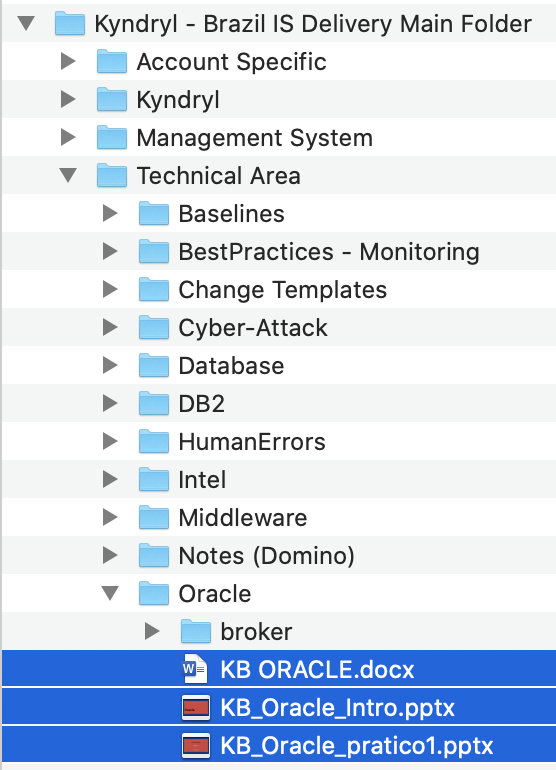 Kyndryl - Brazil IS Delivery Main Folder
Account Specific
Kyndryl
Management System
Technical Area
Baselines
BestPractices - Monitoring
Change Templates
Cyber-Attack
Database
DB2
HumanErrors
Intel
Middleware
Notes (Domino)
Oracle
broker
KB ORACLE.docx
KB_Oracle_Intro.pptx
KB_Oracle_pratico1.pptx